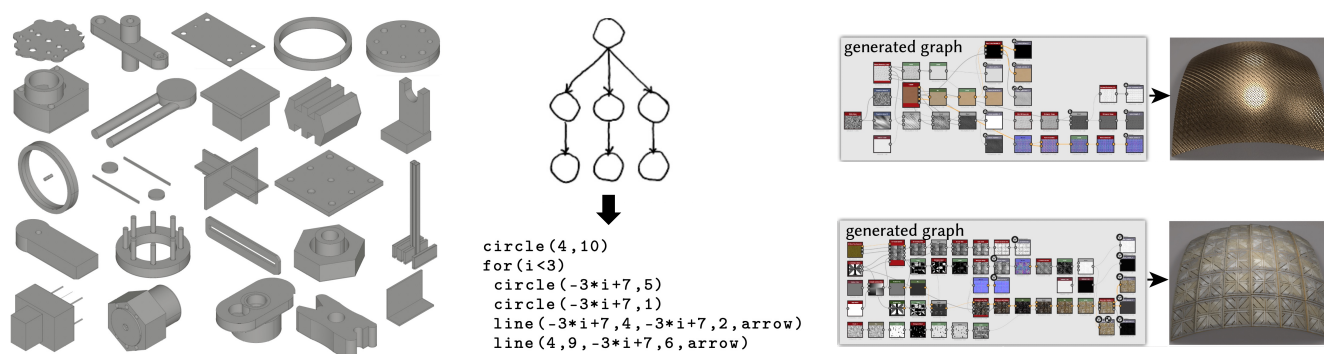 circle(4,10)
for(i<3)
circle(-3*i+7,5)
circle(-3*i+7,1)
line(-3*i+7,4,-3*i+7,2,arrow)
line(4,9,-3*i+7,6,arrow)
generated graph
generated graph